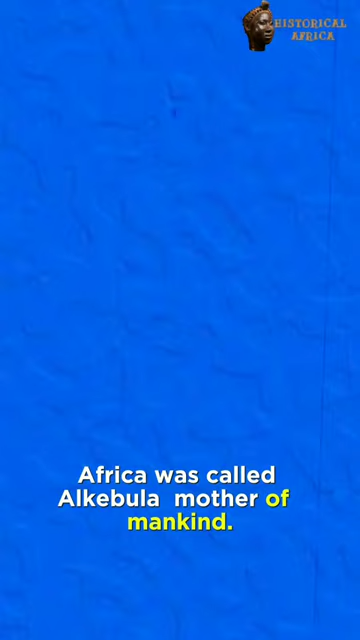 HISTORICAL
AFRICA
Africa was called
Alkebula mother of
mankind.